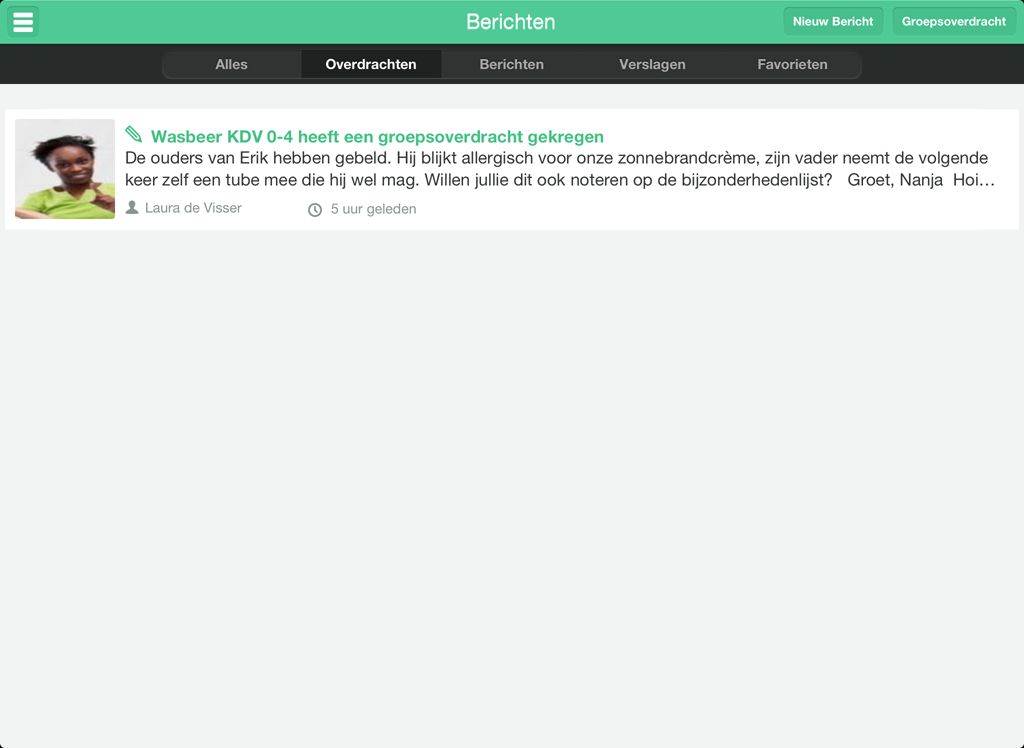 Berichten
Nieuw Bericht
Groepsoverdracht
Alles
Overdrachten
Berichten
Verslagen
Favorieten
Wasbeer KDV 0-4 heeft een groepsoverdracht gekregen
De ouders van Erik hebben gebeld. Hij blijkt allergisch voor onze zonnebrandcrème, zijn vader neemt de volgende
keer zelf een tube mee die hij wel mag. Willen jullie dit ook noteren op de bijzonderhedenlijst? Groet, Nanja Hoi…
Laura de Visser
5 uur geleden